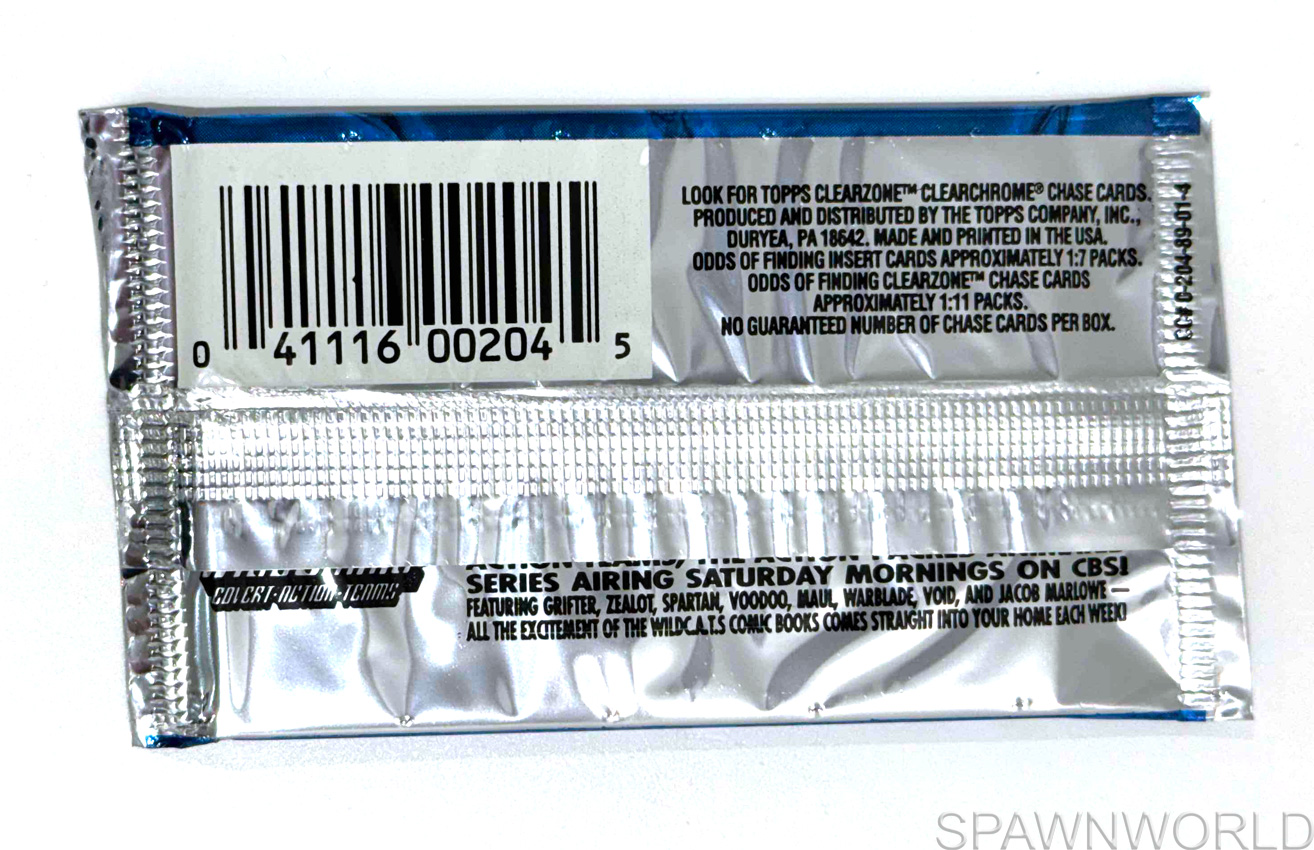 LOOK FOR TOPPS CLEARZONE™ CLEARCHROME® CHASE CARDS.
PRODUCED AND DISTRIBUTED BY THE TOPPS COMPANY, INC.,
DURYEA, PA 18642. MADE AND PRINTED IN THE USA.
ODDS OF FINDING INSERT CARDS APPROXIMATELY 1:7 PACKS.
ODDS OF FINDING CLEARZONE™ CHASE CARDS
APPROXIMATELY 1:11 PACKS.
NO GUARANTEED NUMBER OF CHASE CARDS PER BOX.
0-204-89-01-4
0 41116 00204 5
COVERT-ACTION-TEAMS
SERIES AIRING SATURDAY MORNINGS ON CBS!
FEATURING GRIFTER, ZEALOT, SPARTAN, VOODOO, MAUL, WARBLADE, VOID, AND JACOB MARLOWE —
ALL THE EXCITEMENT OF THE WILDC.A.T.S COMIC BOOKS COMES STRAIGHT INTO YOUR HOME EACH WEEK!
SPAWNWORLD